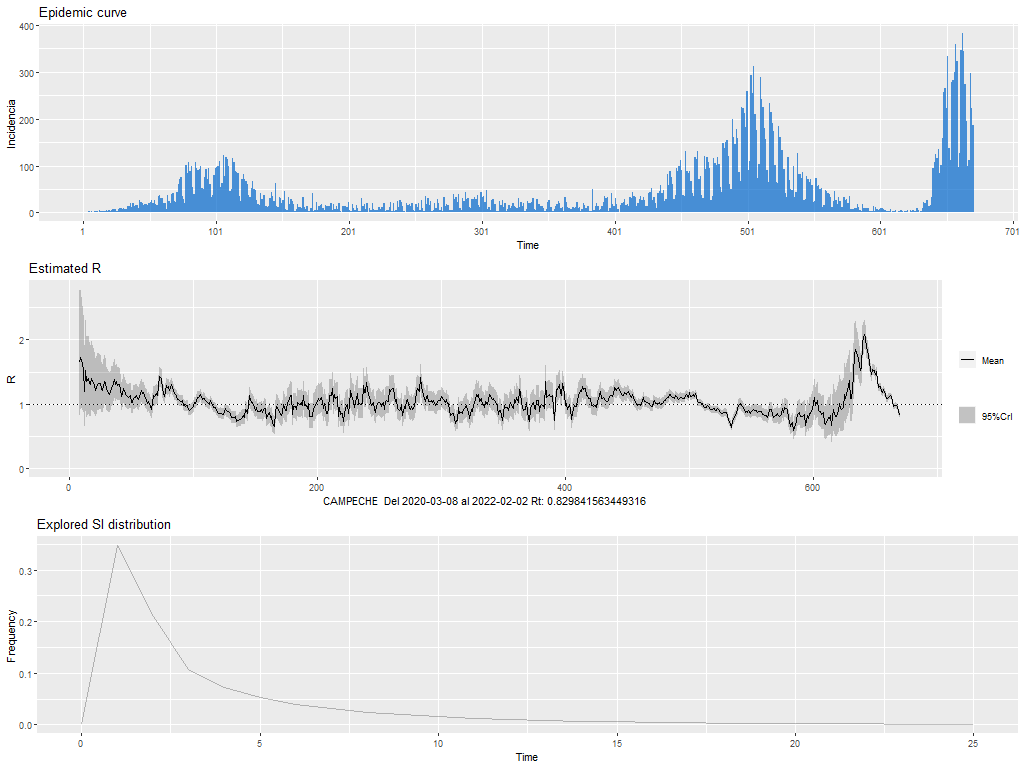 Epidemic curve
400
300
200
100
0
Incidencia
1 101 201 301 401 501 601 701
Time
Estimated R
2
1
0
R
Mean
95%CrI
0 200 400 600
CAMPECHE Del 2020-03-08 al 2022-02-02 Rt: 0.829841563449316
Explored SI distribution
0.3
0.2
0.1
0.0
Frequency
0 5 10 15 20 25
Time